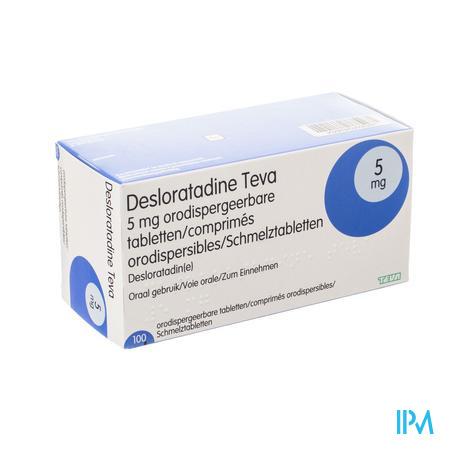 Desloratadine Teva
5 mg orodispergeerbare
tabletten/comprimés
orodispersibles/Schmelztabletten
Desloratadin(e)
Oraal gebruik/Voie orale/Zum Einnehmen
5
mg
TEVA
100
orodispergeerbare tabletten/comprimés orodispersibles/
Schmelztabletten
Desloratadine Teva
5
mg
IPM